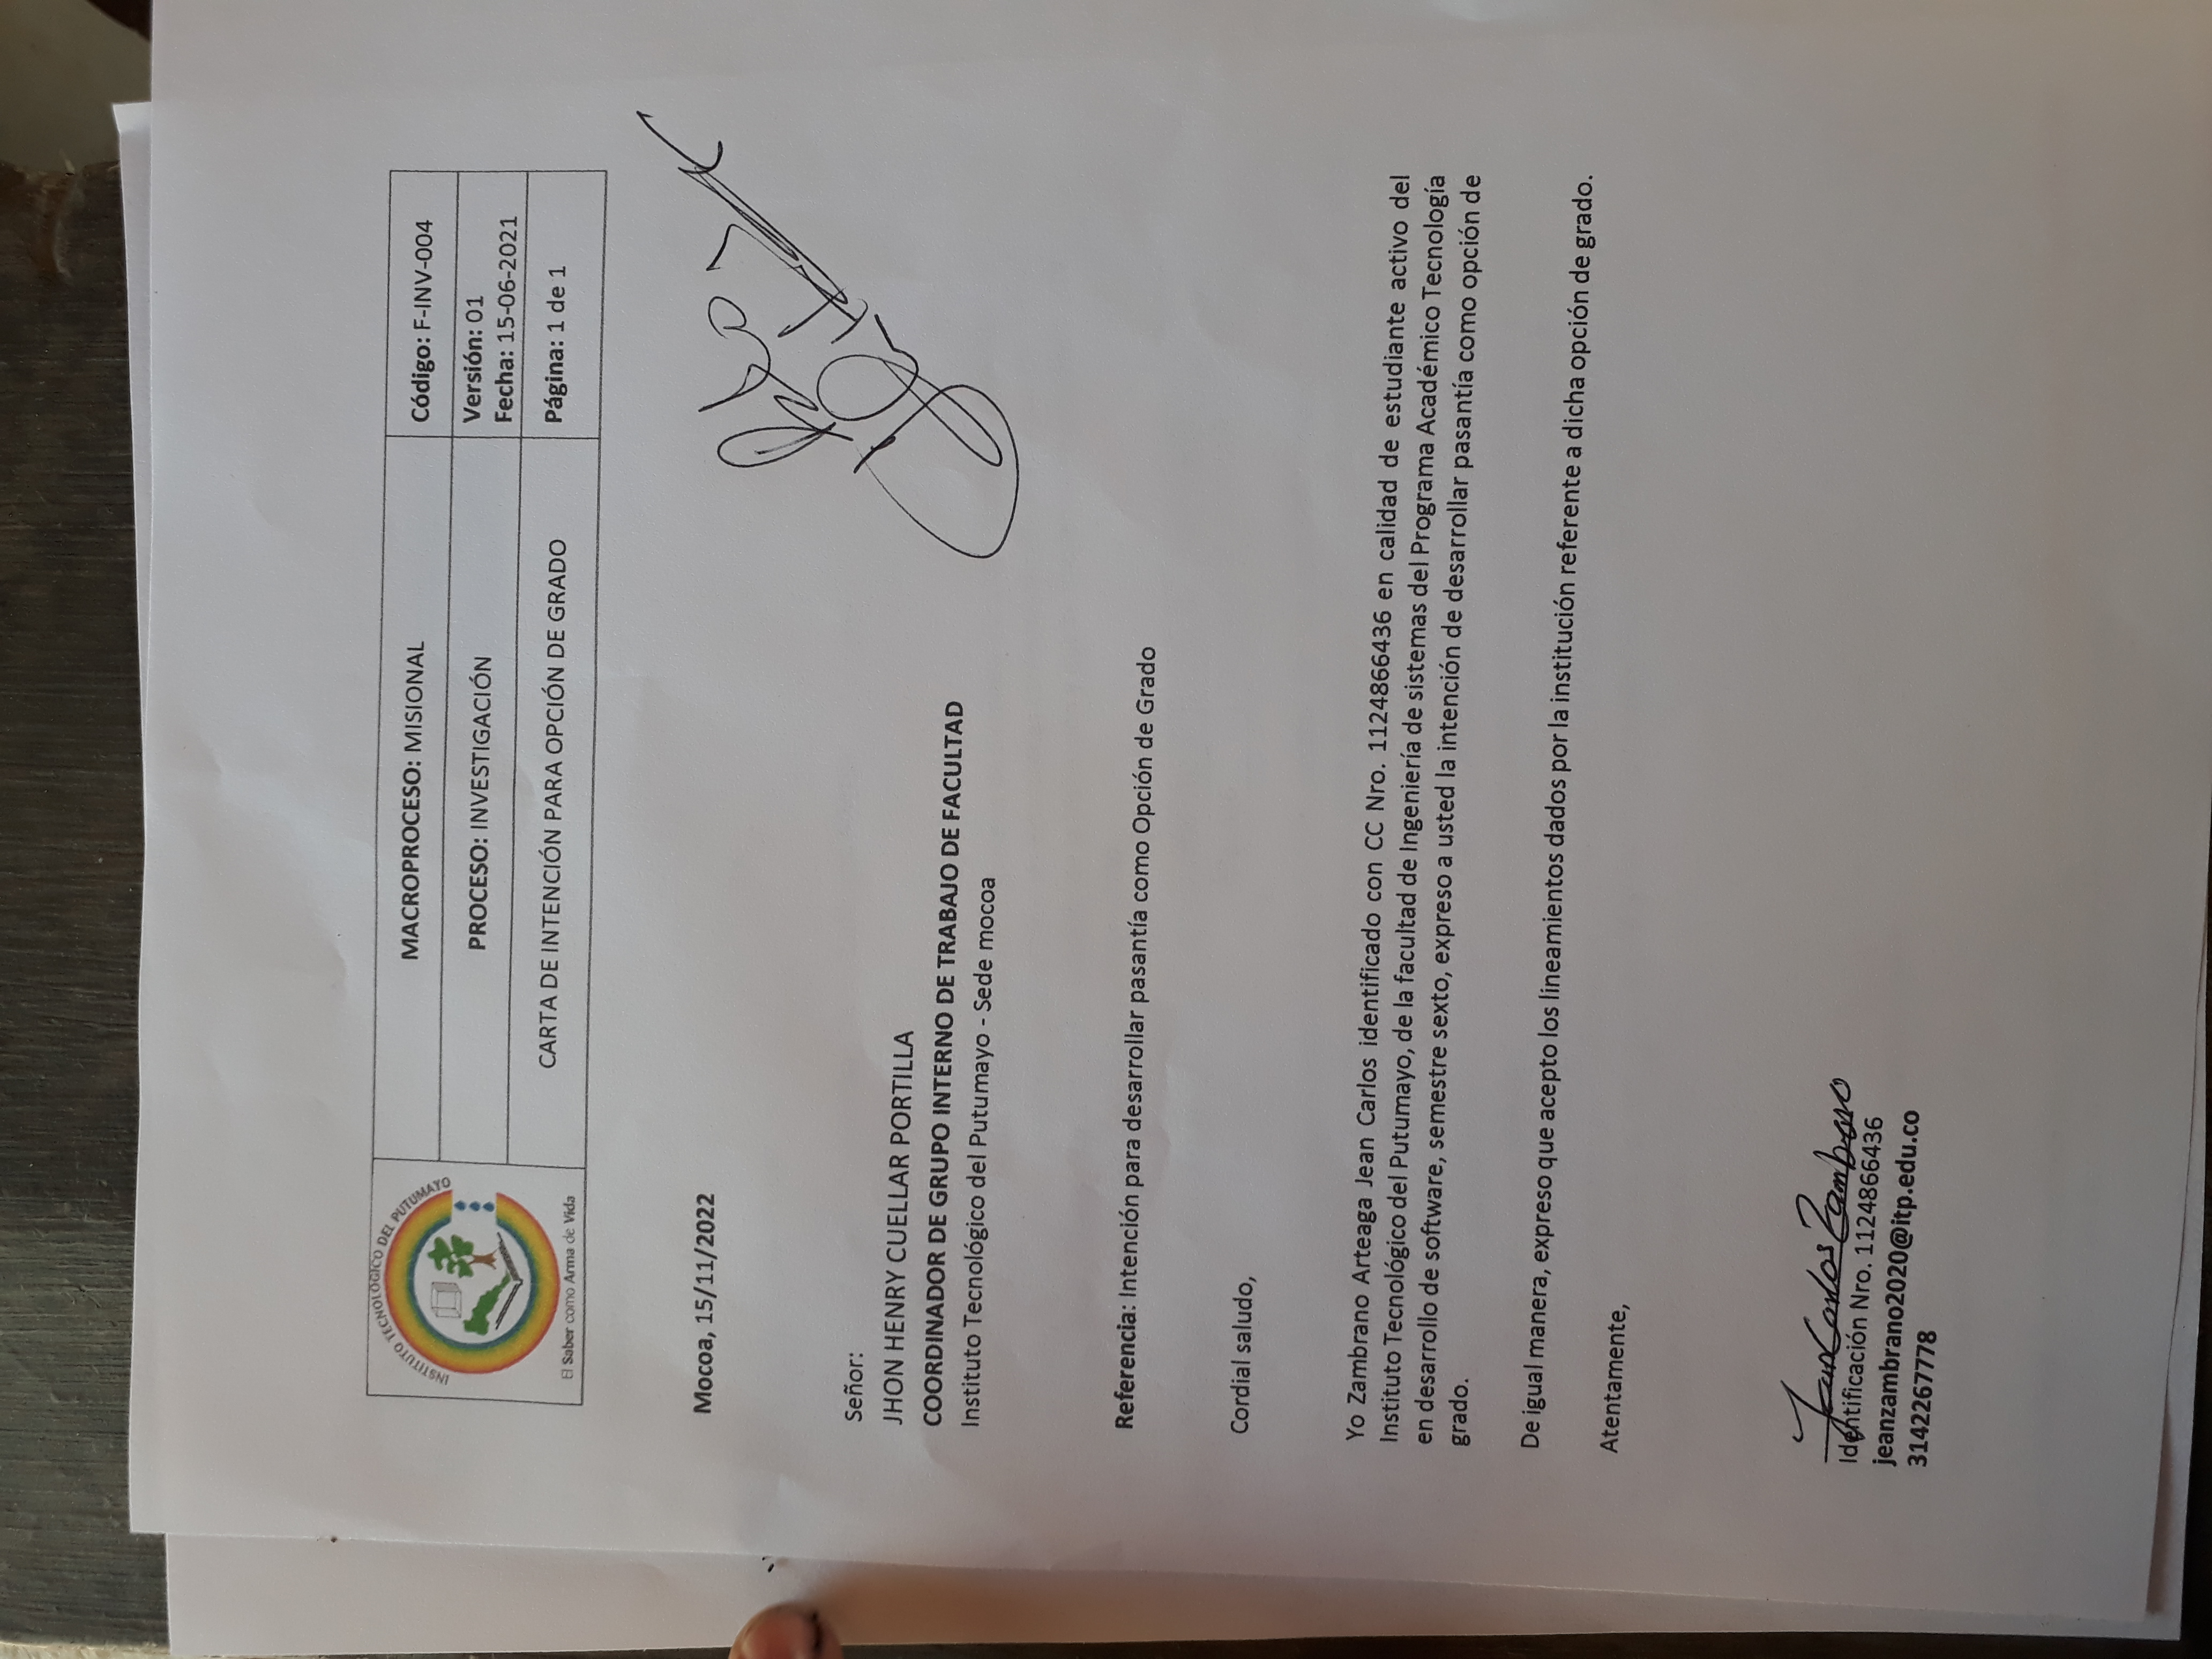 INSTITUTO TECNOLÓGICO DEL PUTUMAYO
El Saber como Arma de Vida
MACROPROCESO: MISIONAL
Código: F-INV-004
PROCESO: INVESTIGACIÓN
Versión: 01
Fecha: 15-06-2021
CARTA DE INTENCIÓN PARA OPCIÓN DE GRADO
Página: 1 de 1
Mocoa, 15/11/2022
Señor:
JHON HENRY CUELLAR PORTILLA
COORDINADOR DE GRUPO INTERNO DE TRABAJO DE FACULTAD
Instituto Tecnológico del Putumayo - Sede mocoa
Referencia: Intención para desarrollar pasantía como Opción de Grado
Cordial saludo,
Yo Zambrano Arteaga Jean Carlos identificado con CC Nro. 1124866436 en calidad de estudiante activo del
Instituto Tecnológico del Putumayo, de la facultad de Ingeniería de sistemas del Programa Académico Tecnología
en desarrollo de software, semestre sexto, expreso a usted la intención de desarrollar pasantía como opción de
grado.
De igual manera, expreso que acepto los lineamientos dados por la institución referente a dicha opción de grado.
Atentamente,
Jean Carlos Zambrano
Identificación Nro. 1124866436
jeanzambrano2020@itp.edu.co
3142267778